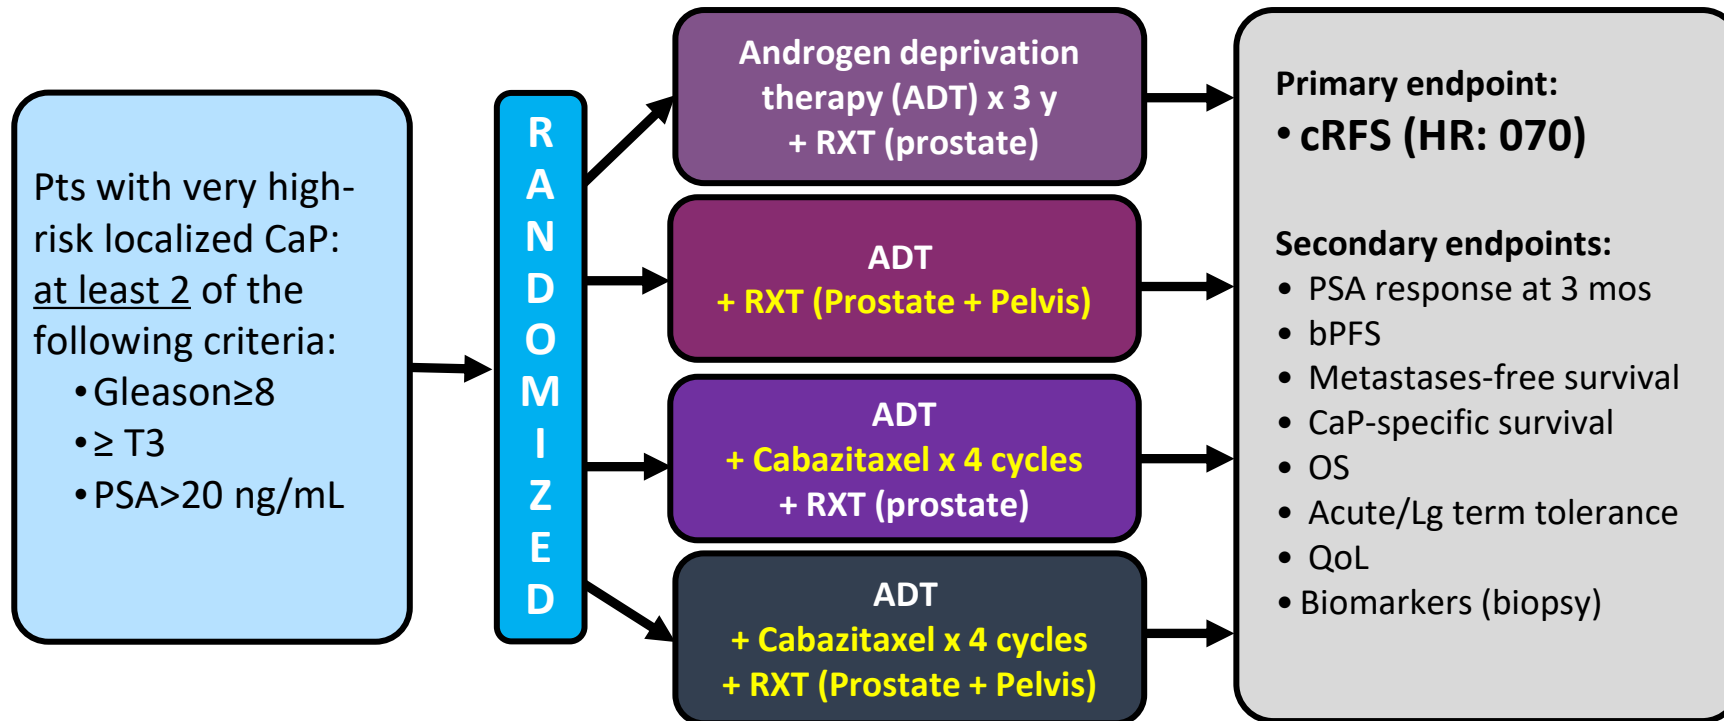 Pts with very high-
risk localized CaP:
at least 2 of the
following criteria:
•Gleason≥8
•≥ T3
•PSA>20 ng/mL
RANDOMIZED
Androgen deprivation
therapy (ADT) x 3 y
+ RXT (prostate)
ADT
+ RXT (Prostate + Pelvis)
ADT
+ Cabazitaxel x 4 cycles
+ RXT (prostate)
ADT
+ Cabazitaxel x 4 cycles
+ RXT (Prostate + Pelvis)
Primary endpoint:
• cRFS (HR: 070)
Secondary endpoints:
• PSA response at 3 mos
• bPFS
• Metastases-free survival
• CaP-specific survival
• OS
• Acute/Lg term tolerance
• QoL
• Biomarkers (biopsy)